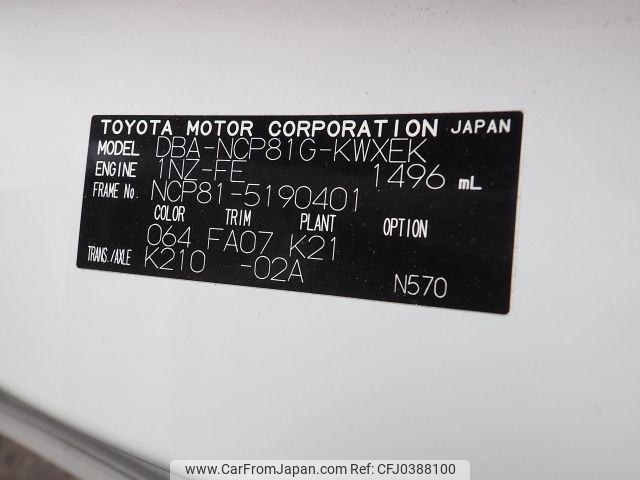 TOYOTA MOTOR CORPORATION JAPAN
MODEL DBA-NCP81G-KWXEK
ENGINE 1NZ-FE 1496 mL
FRAME No. NCP81-5190401
COLOR TRIM PLANT OPTION
064 FA07 K21
TRANS./AXLE K210 -02A
N570
www.CarFromJapan.com - CFJ0388100